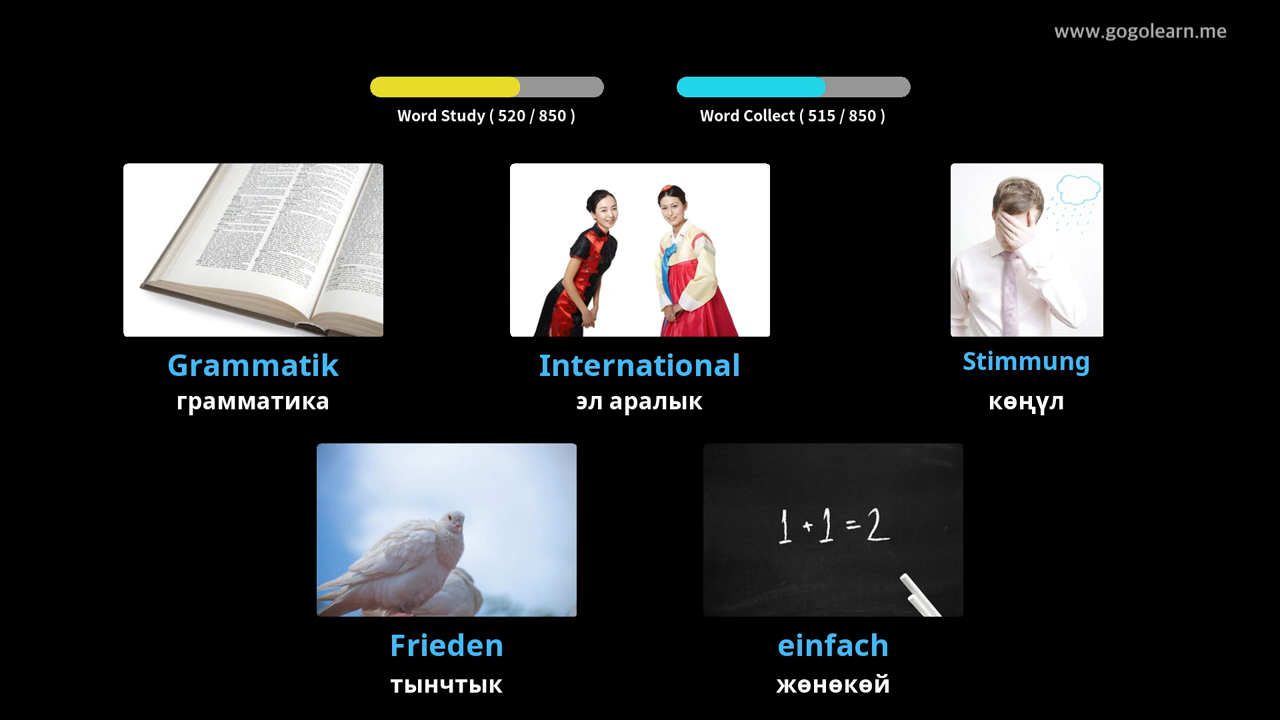 www.gogolearn.me
Word Study ( 520 / 850 )
Word Collect ( 515 / 850 )
Grammatik
грамматика
International
эл аралык
Stimmung
көңүл
1 + 1 = 2
Frieden
тынчтык
einfach
жөнөкөй